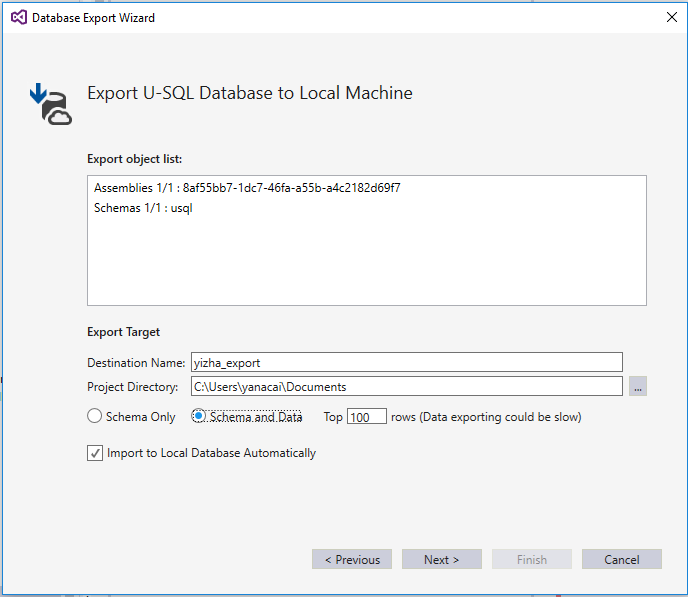 Database Export Wizard
Export U-SQL Database to Local Machine
Export object list:
Assemblies 1/1 : 8af55bb7-1dc7-46fa-a55b-a4c2182d69f7
Schemas 1/1 : usql
Export Target
Destination Name: yizha_export
Project Directory: C:\Users\yanacai\Documents ...
Schema Only Schema and Data Top 100 rows (Data exporting could be slow)
Import to Local Database Automatically
< Previous Next > Finish Cancel